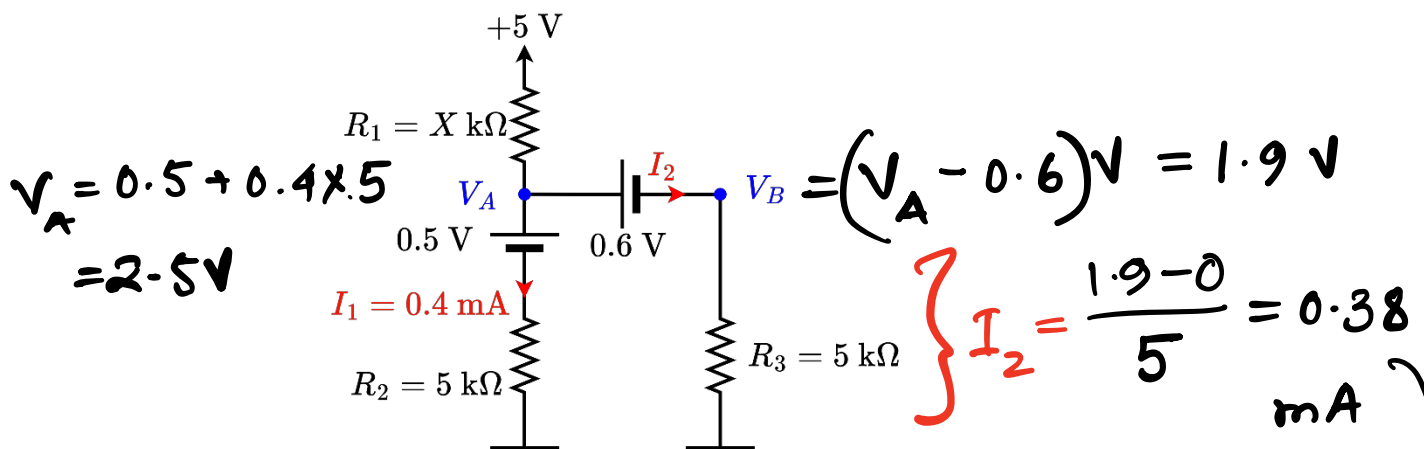 +5 V
R₁ = X kΩ
V_A = 0.5 + 0.4 × 5
= 2.5 V
V_A
I₂
V_B = (V_A - 0.6) V = 1.9 V
0.5 V
0.6 V
I₁ = 0.4 mA
I₂ = (1.9 - 0)/5 = 0.38
mA
R₂ = 5 kΩ
R₃ = 5 kΩ